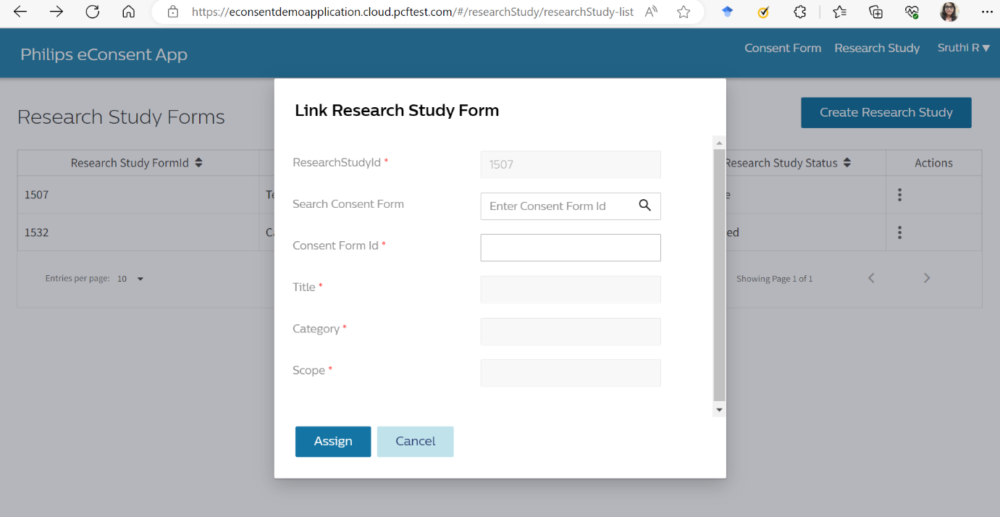 https://econsentdemoapplication.cloud.pcftest.com/#/researchStudy/researchStudy-list
Philips eConsent App
Consent Form Research Study Sruthi R
Link Research Study Form
Research Study Forms
Create Research Study
Research Study FormId
Research Study Status
Actions
ResearchStudyId *
1507
1507
Te
e
Search Consent Form
Enter Consent Form Id
1532
Ca
ed
Consent Form Id *
Entries per page: 10
Showing Page 1 of 1
Title *
Category *
Scope *
Assign
Cancel